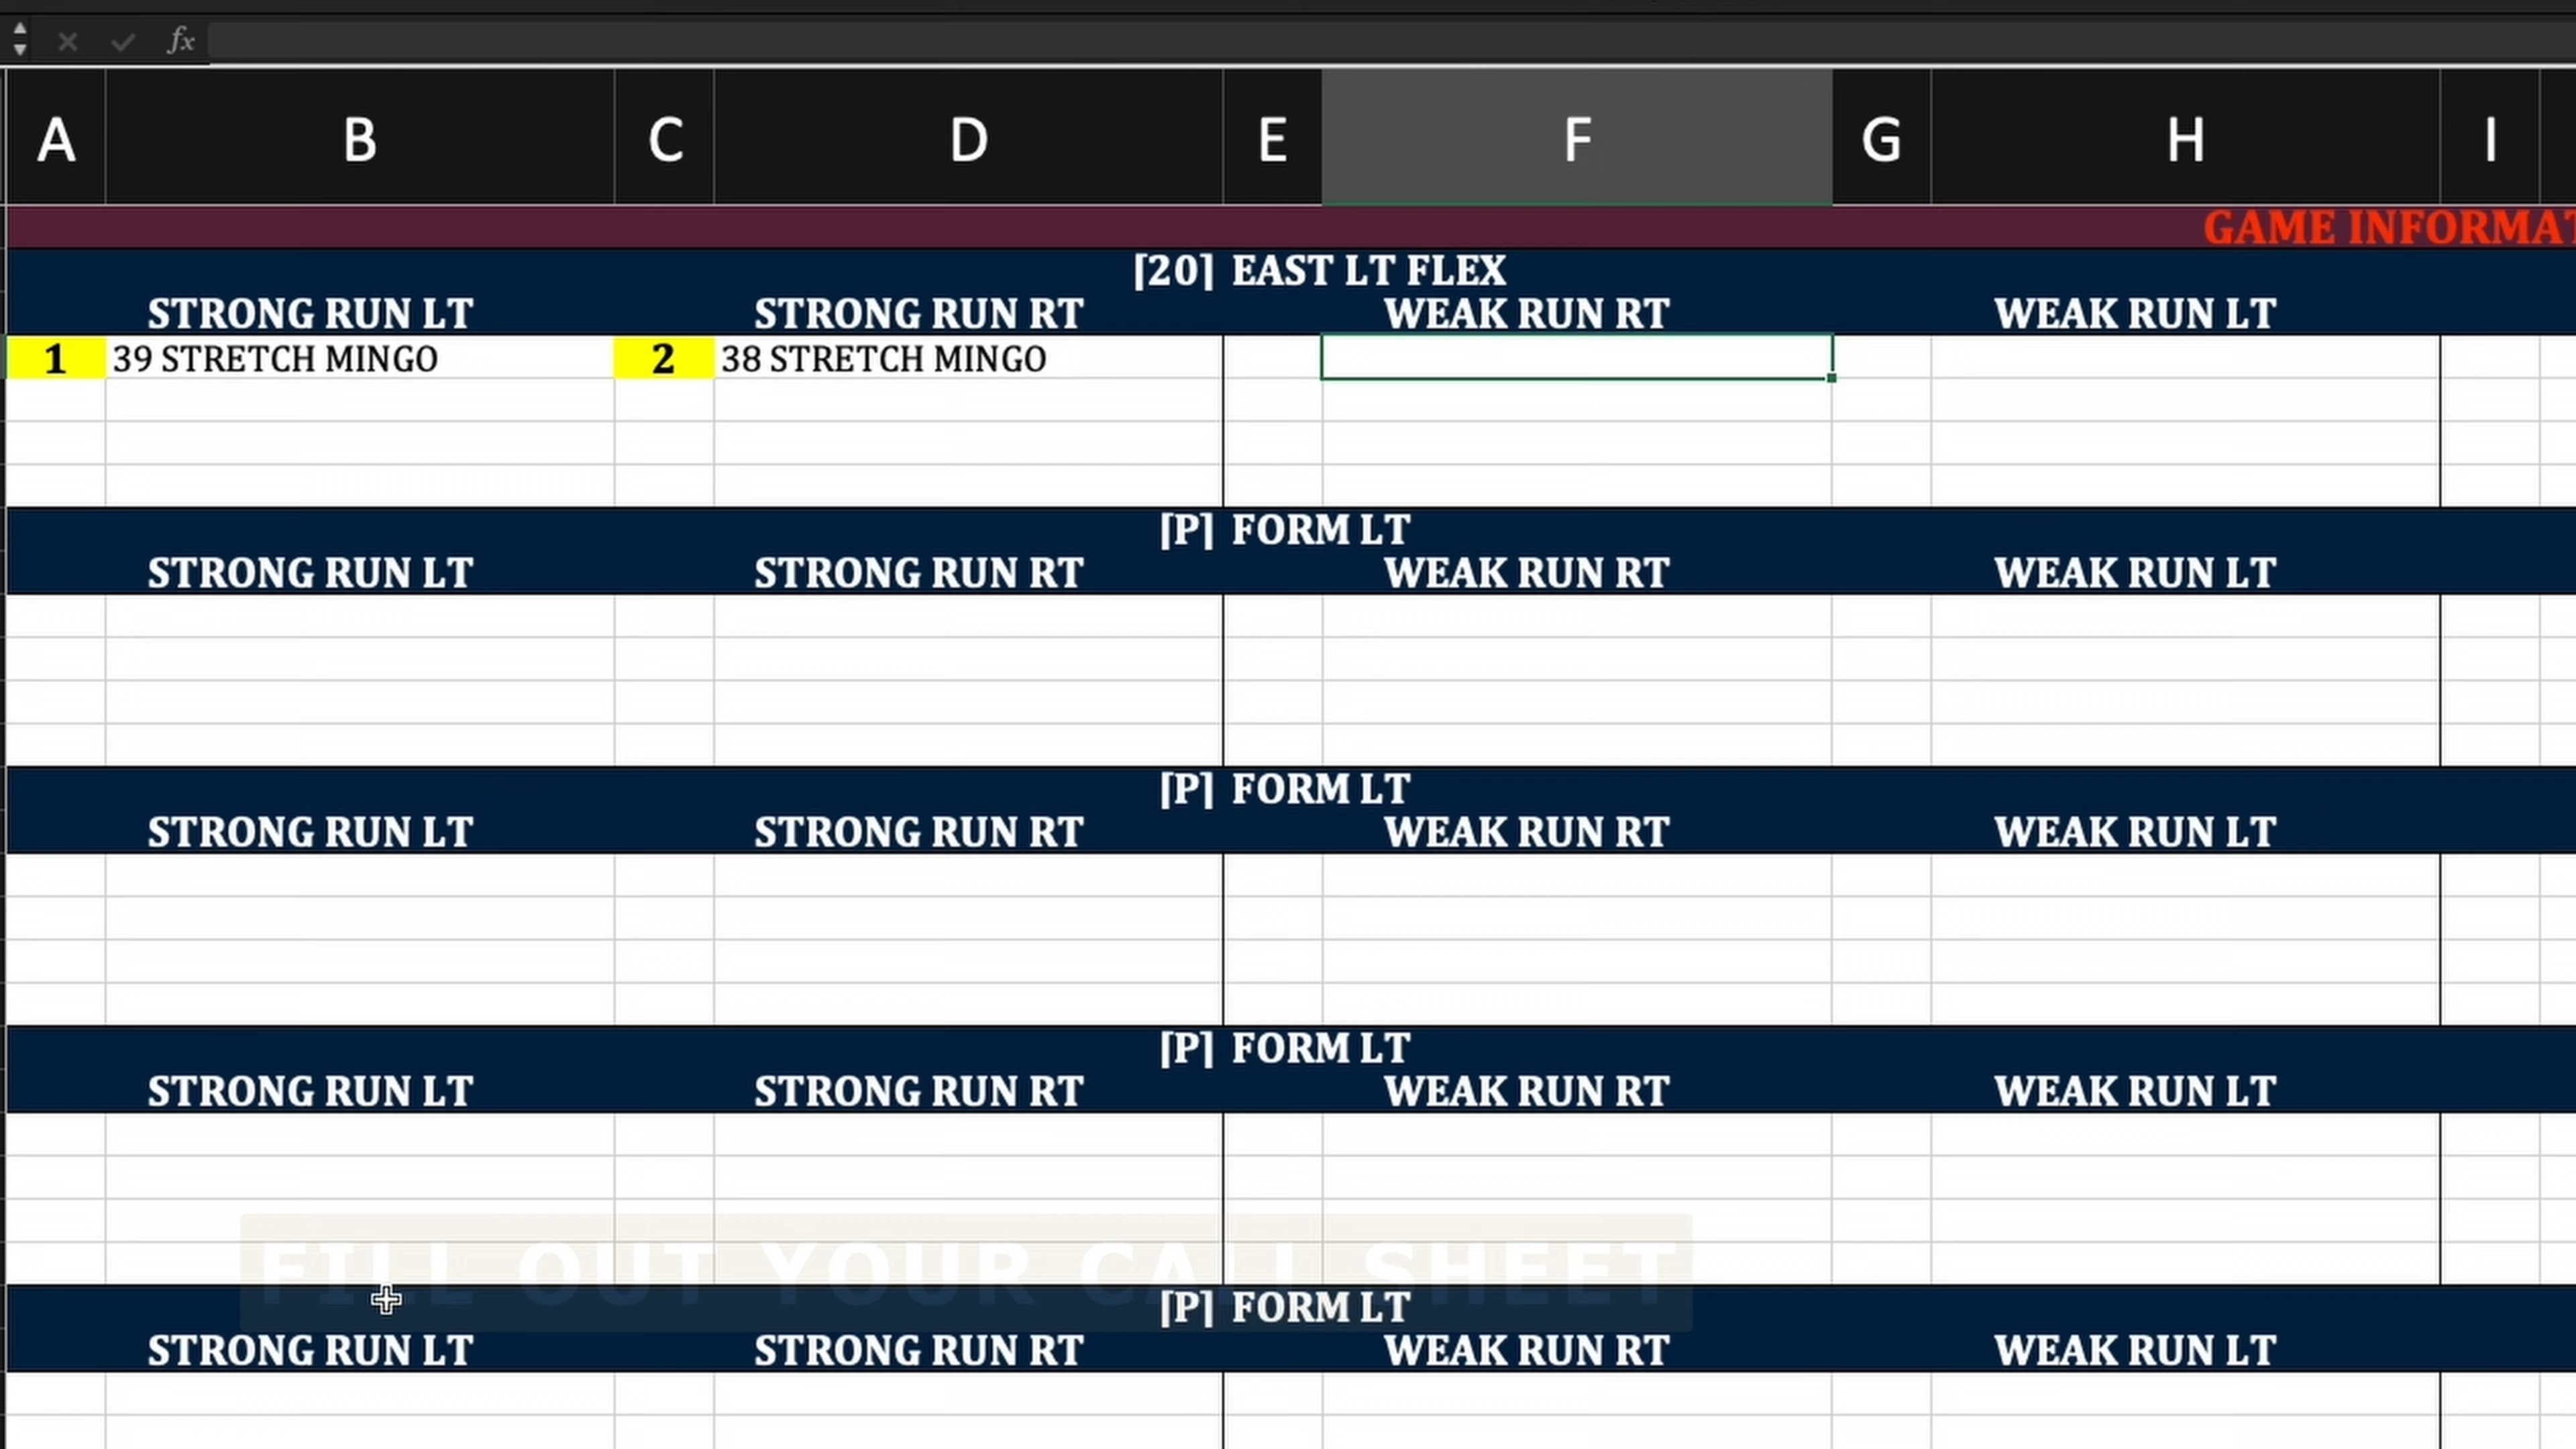 fx
A B C D E F G H I
GAME INFORMAT
[20] EAST LT FLEX
STRONG RUN LT STRONG RUN RT WEAK RUN RT WEAK RUN LT
1 39 STRETCH MINGO 2 38 STRETCH MINGO
[P] FORM LT
STRONG RUN LT STRONG RUN RT WEAK RUN RT WEAK RUN LT
[P] FORM LT
STRONG RUN LT STRONG RUN RT WEAK RUN RT WEAK RUN LT
[P] FORM LT
STRONG RUN LT STRONG RUN RT WEAK RUN RT WEAK RUN LT
FILL OUT YOUR CALL SHEET
[P] FORM LT
STRONG RUN LT STRONG RUN RT WEAK RUN RT WEAK RUN LT